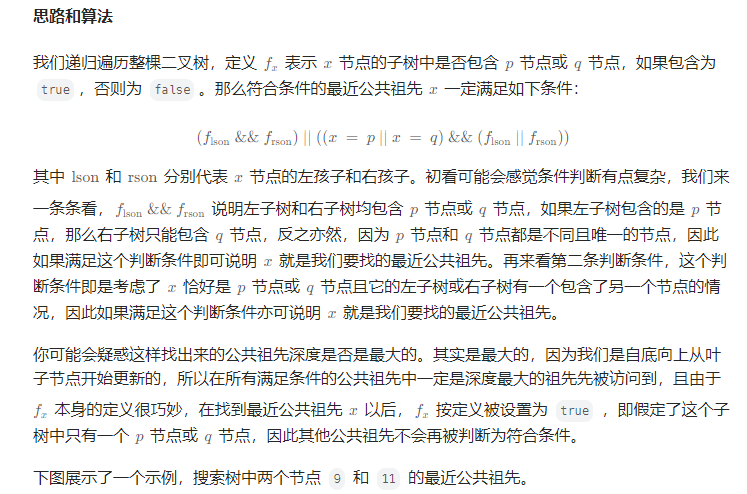 思路和算法
我们递归遍历整棵二叉树，定义 fx 表示 x 节点的子树中是否包含 p 节点或 q 节点，如果包含为
true ，否则为 false 。那么符合条件的最近公共祖先 x 一定满足如下条件：
(flson && frson) || ((x = p || x = q) && (flson || frson))
其中 lson 和 rson 分别代表 x 节点的左孩子和右孩子。初看可能会感觉条件判断有点复杂，我们来
一条条看，flson && frson 说明左子树和右子树均包含 p 节点或 q 节点，如果左子树包含的是 p 节
点，那么右子树只能包含 q 节点，反之亦然，因为 p 节点和 q 节点都是不同且唯一的节点，因此
如果满足这个判断条件即可说明 x 就是我们要找的最近公共祖先。再来看第二条判断条件，这个判
断条件即是考虑了 x 恰好是 p 节点或 q 节点且它的左子树或右子树有一个包含了另一个节点的情
况，因此如果满足这个判断条件亦可说明 x 就是我们要找的最近公共祖先。
你可能会疑惑这样找出来的公共祖先深度是否是最大的。其实是最大的，因为我们是自底向上从叶
子节点开始更新的，所以在所有满足条件的公共祖先中一定是深度最大的祖先先被访问到，且由于
fx 本身的定义很巧妙，在找到最近公共祖先 x 以后，fx 按定义被设置为 true ，即假定了这个子
树中只有一个 p 节点或 q 节点，因此其他公共祖先不会再被判断为符合条件。
下图展示了一个示例，搜索树中两个节点 9 和 11 的最近公共祖先。